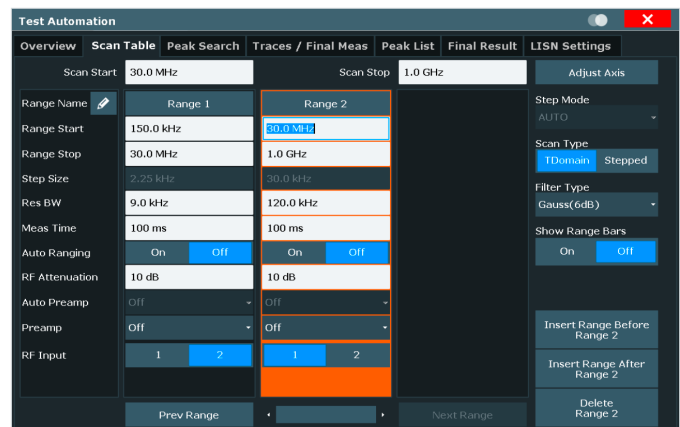 Test Automation
Overview Scan Table Peak Search Traces / Final Meas Peak List Final Result LISN Settings
Scan Start 30.0 MHz Scan Stop 1.0 GHz Adjust Axis
Range Name Range 1 Range 2 Step Mode
AUTO
Range Start 150.0 kHz 30.0 MHz
Scan Type
Range Stop 30.0 MHz 1.0 GHz TDomain Stepped
Step Size 2.25 kHz 30.0 kHz
Filter Type
Res BW 9.0 kHz 120.0 kHz Gauss(6dB)
Meas Time 100 ms 100 ms Show Range Bars
Auto Ranging On Off On Off On Off
RF Attenuation 10 dB 10 dB
Auto Preamp Off Off
Preamp Off Off Insert Range Before
Range 2
RF Input 1 2 1 2
Insert Range After
Range 2
Prev Range Next Range Delete
Range 2